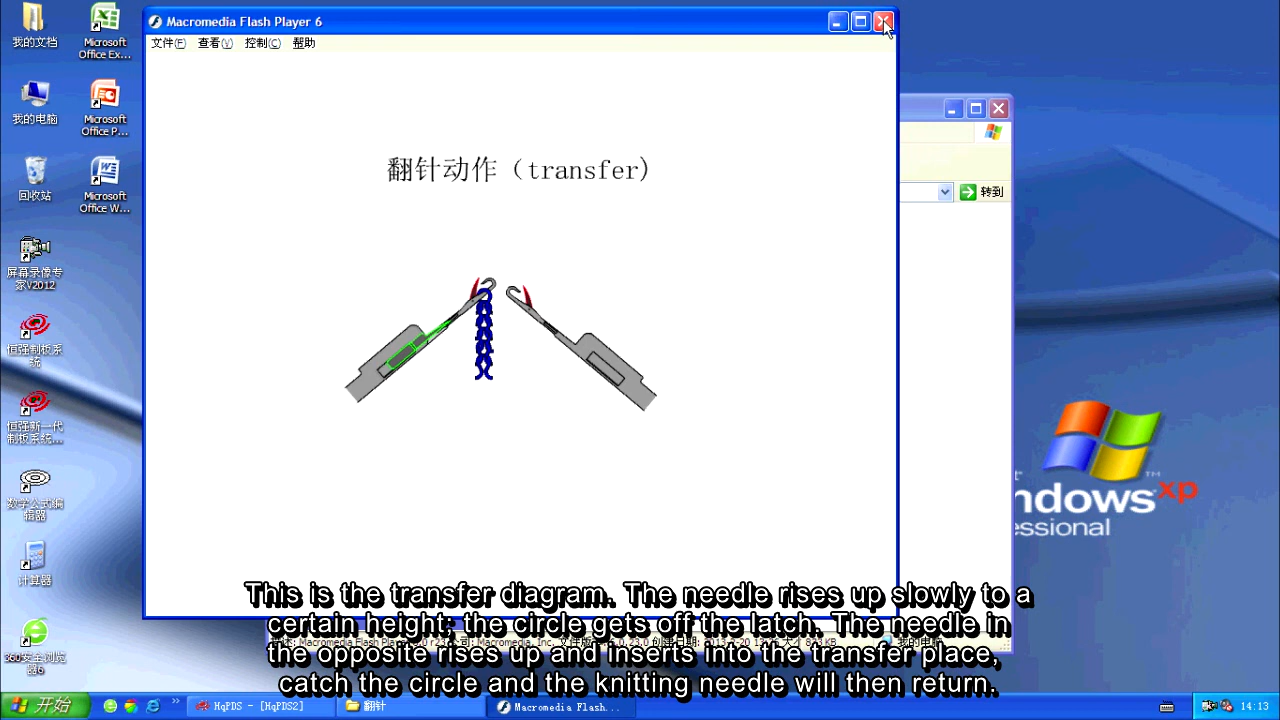 Macromedia Flash Player 6
文件(F) 查看(V) 控制(C) 帮助
翻针动作（transfer）
我的文档
Microsoft
Office Ex...
我的电脑
Microsoft
Office P...
回收站
Microsoft
Office W...
屏幕录像专
家V2012
恒强制板系
统
恒强新一代
制板系统...
数学公式编
辑器
计算器
360安全浏览
器6
转到
ndows xp
essional
This is the transfer diagram. The needle rises up slowly to a
certain height; the circle gets off the latch. The needle in
the opposite rises up and inserts into the transfer place,
catch the circle and the knitting needle will then return.
我的电脑
开始
HqPDS - [HqPDS2]
翻针
Macromedia Flash...
14:13